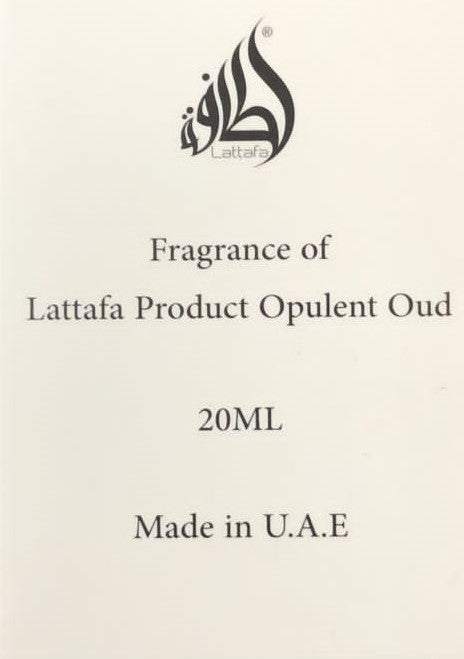 لطافة
®
Lattafa
Fragrance of
Lattafa Product Opulent Oud
20ML
Made in U.A.E